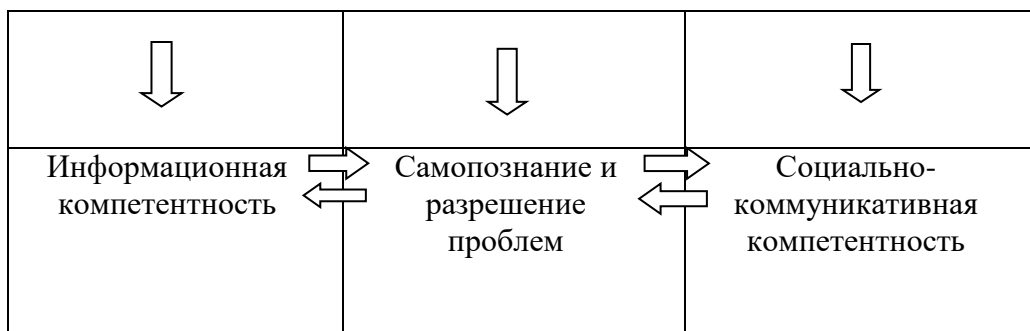 Информационная
компетентность
Самопознание и
разрешение
проблем
Социально-
коммуникативная
компетентность